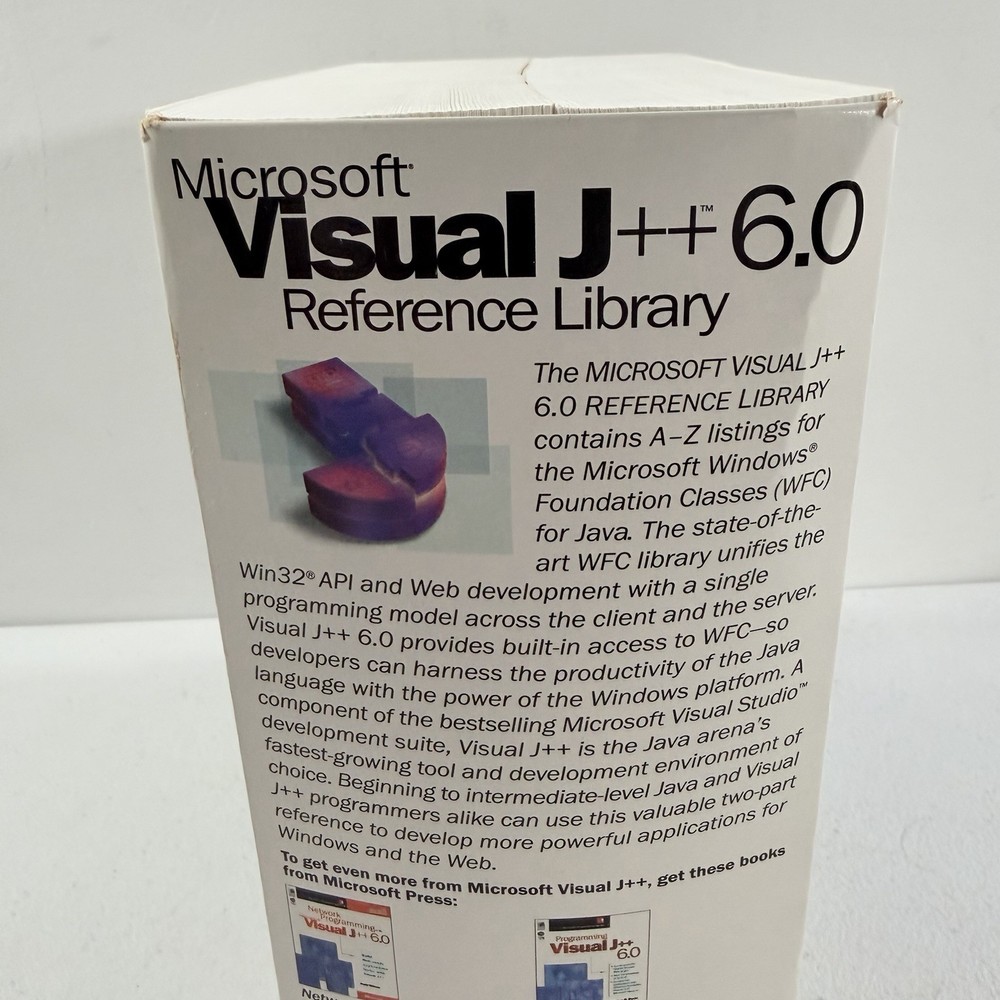 Microsoft®
Visual J++™ 6.0
Reference Library
The MICROSOFT VISUAL J++
6.0 REFERENCE LIBRARY
contains A–Z listings for
the Microsoft Windows®
Foundation Classes (WFC)
for Java. The state-of-the-
art WFC library unifies the
Win32® API and Web development with a single
programming model across the client and the server.
Visual J++ 6.0 provides built-in access to WFC—so
developers can harness the productivity of the Java
language with the power of the Windows platform. A
component of the bestselling Microsoft Visual Studio™
development suite, Visual J++ is the Java arena's
fastest-growing tool and development environment of
choice. Beginning to intermediate-level Java and Visual
J++ programmers alike can use this valuable two-part
reference to develop more powerful applications for
Windows and the Web.
To get even more from Microsoft Visual J++, get these books
from Microsoft Press:
Network
Programming
Visual J++ 6.0
Programming
Visual J++
6.0